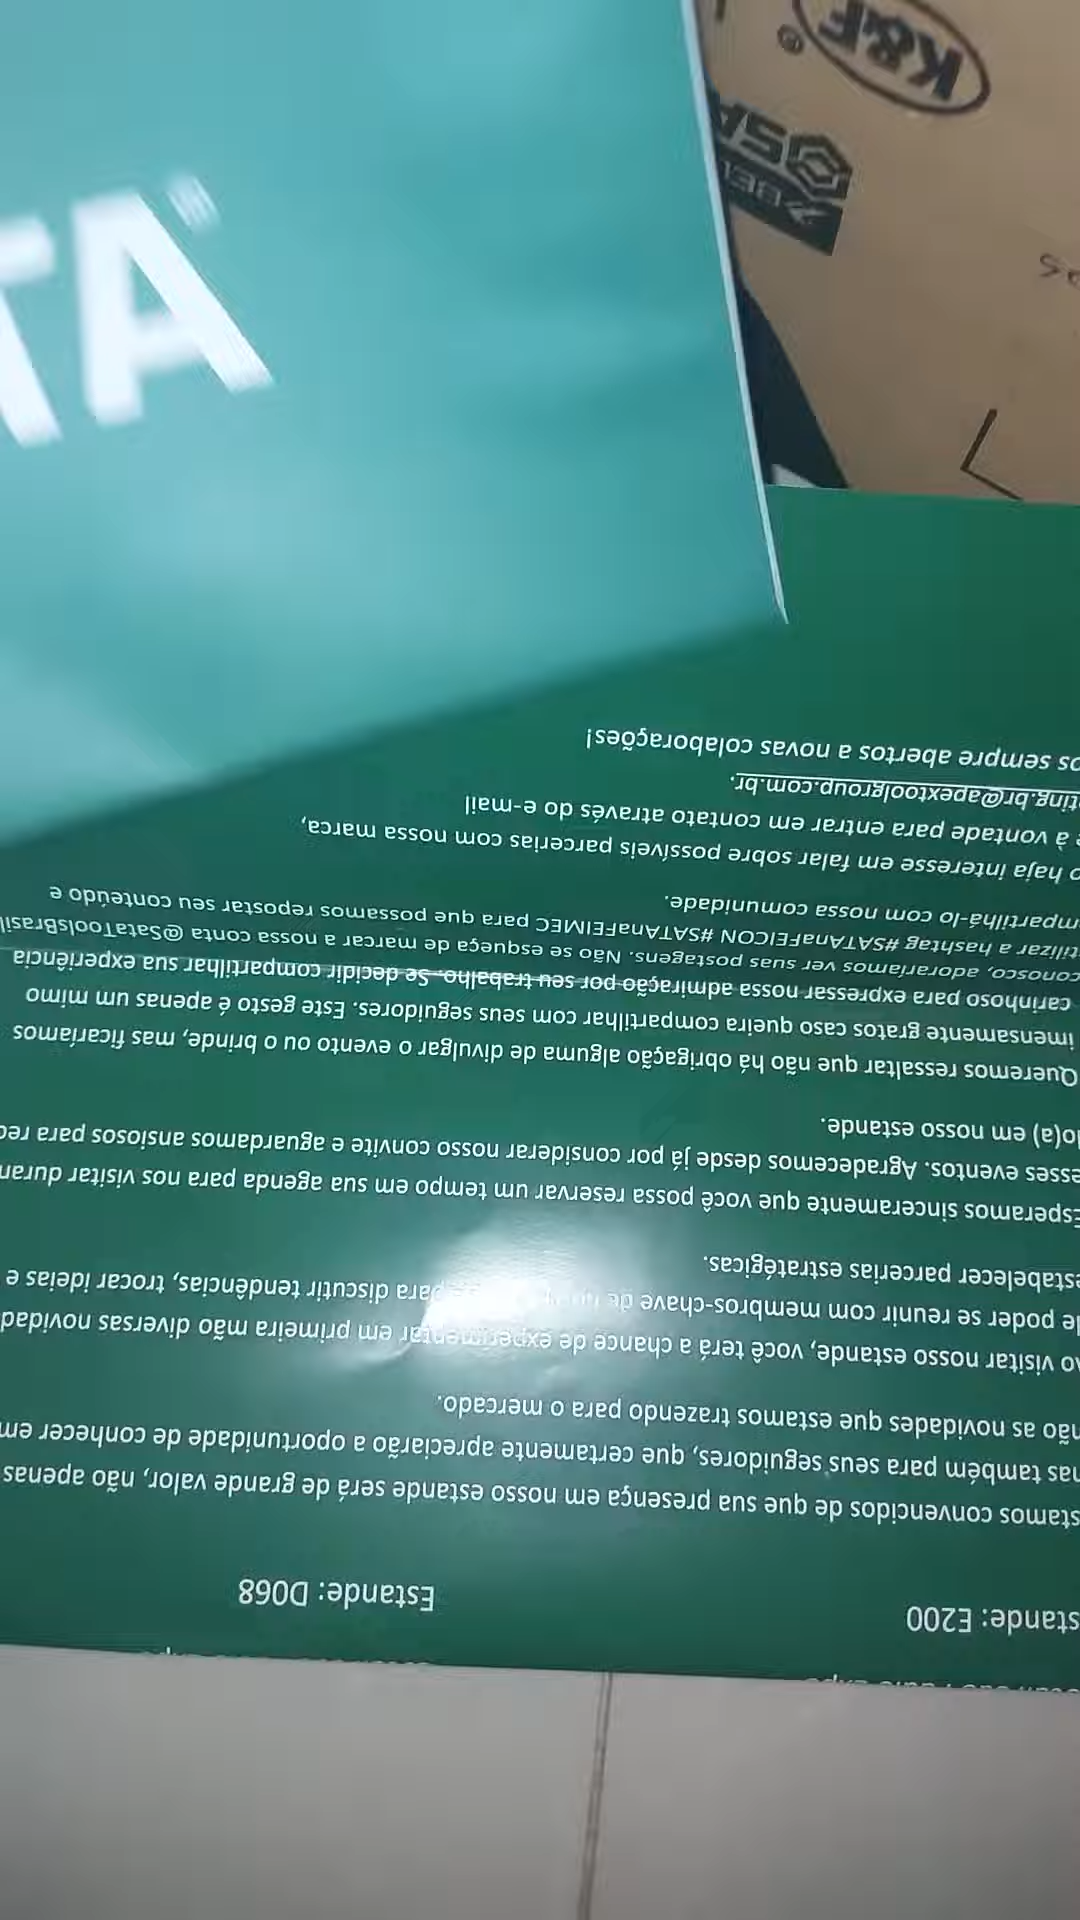 stande: E200
Estande: D068
stamos convencidos de que sua presença em nosso estande será de grande valor, não apenas
mas também para seus seguidores, que certamente apreciarão a oportunidade de conhecer em
mão as novidades que estamos trazendo para o mercado.
Ao visitar nosso estande, você terá a chance de experimentar em primeira mão diversas novidad
de poder se reunir com membros-chave de para discutir tendências, trocar ideias e
estabelecer parcerias estratégicas.
Esperamos sinceramente que você possa reservar um tempo em sua agenda para nos visitar duran
esses eventos. Agradecemos desde já por considerar nosso convite e aguardamos ansiosos para rec
lo(a) em nosso estande.
Queremos ressaltar que não há obrigação alguma de divulgar o evento ou o brinde, mas ficaríamos
imensamente gratos caso queira compartilhar com seus seguidores. Este gesto é apenas um mimo
carinhoso para expressar nossa admiração por seu trabalho. Se decidir compartilhar sua experiência
conosco, adoraríamos ver suas postagens. Não se esqueça de marcar a nossa conta @SataToolsBrasil
tilizar a hashtag #SATAnaFEICON #SATAnaFEIMEC para que possamos repostar seu conteúdo e
mpartilhá-lo com nossa comunidade.
o haja interesse em falar sobre possíveis parcerias com nossa marca,
e à vontade para entrar em contato através do e-mail
ting.br@apextoolgroup.com.br.
os sempre abertos a novas colaborações!
TA
K&F
®